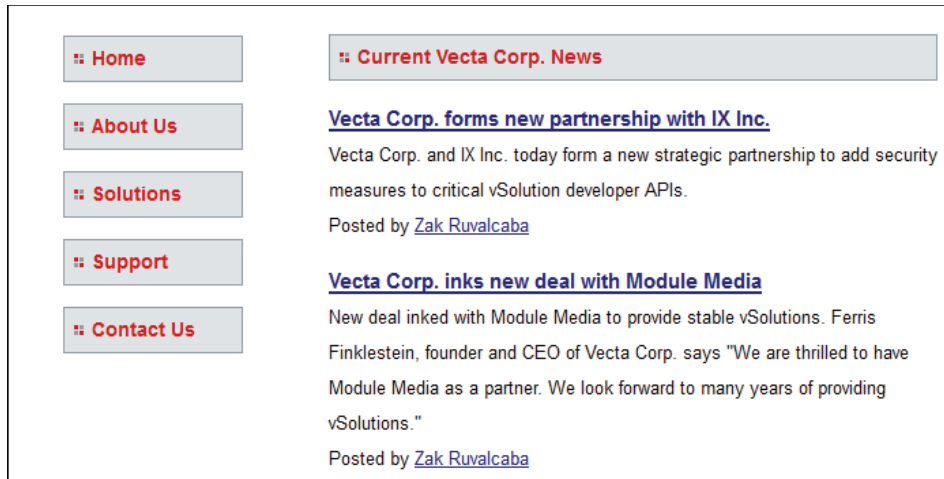 Home
About Us
Solutions
Support
Contact Us
Current Vecta Corp. News
Vecta Corp. forms new partnership with IX Inc.
Vecta Corp. and IX Inc. today form a new strategic partnership to add security
measures to critical vSolution developer APIs.
Posted by Zak Ruvalcaba
Vecta Corp. inks new deal with Module Media
New deal inked with Module Media to provide stable vSolutions. Ferris
Finklestein, founder and CEO of Vecta Corp. says "We are thrilled to have
Module Media as a partner. We look forward to many years of providing
vSolutions."
Posted by Zak Ruvalcaba